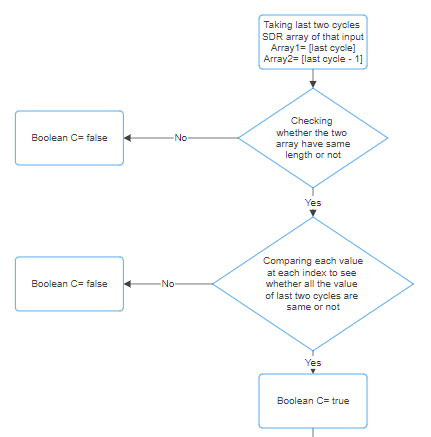 Taking last two cycles
SDR array of that input
Array1= [last cycle]
Array2= [last cycle - 1]
Checking
whether the two
array have same
length or not
No
Boolean C= false
Yes
Comparing each value
at each index to see
whether all the value
of last two cycles are
same or not
No
Boolean C= false
Yes
Boolean C= true